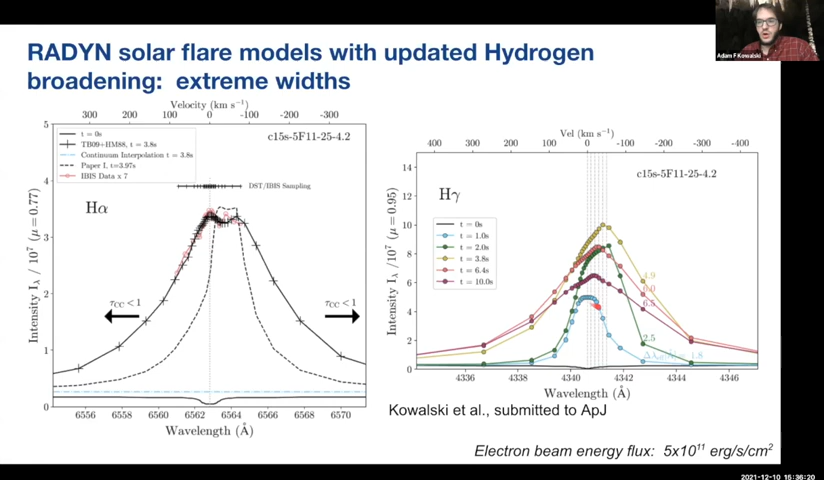 RADYN solar flare models with updated Hydrogen
broadening: extreme widths
Adam F Kowalski
Velocity (km s⁻¹)
300 200 100 0 -100 -200 -300
c15s-5F11-25-4.2
t = 0s
TB09+HM88, t = 3.8s
Continuum Interpolation t = 3.8s
Paper I, t=3.97s
IBIS Data x 7
DST/IBIS Sampling
Hα
τCC<1
τCC<1
5
4
3
2
1
0
Intensity Iλ / 10⁷ (μ=0.77)
6556 6558 6560 6562 6564 6566 6568 6570
Wavelength (Å)
Vel (km s⁻¹)
400 300 200 100 0 -100 -200 -300 -400
c15s-5F11-25-4.2
Hγ
t = 0s
t = 1.0s
t = 2.0s
t = 3.8s
t = 6.4s
t = 10.0s
4.9
6.0
6.5
2.5
1.8
14
12
10
8
6
4
2
0
Intensity Iλ /10⁷ (μ=0.95)
4336 4338 4340 4342 4344 4346
Wavelength (Å)
Kowalski et al., submitted to ApJ
Electron beam energy flux: 5x10¹¹ erg/s/cm²
2021-12-10 15:36:20